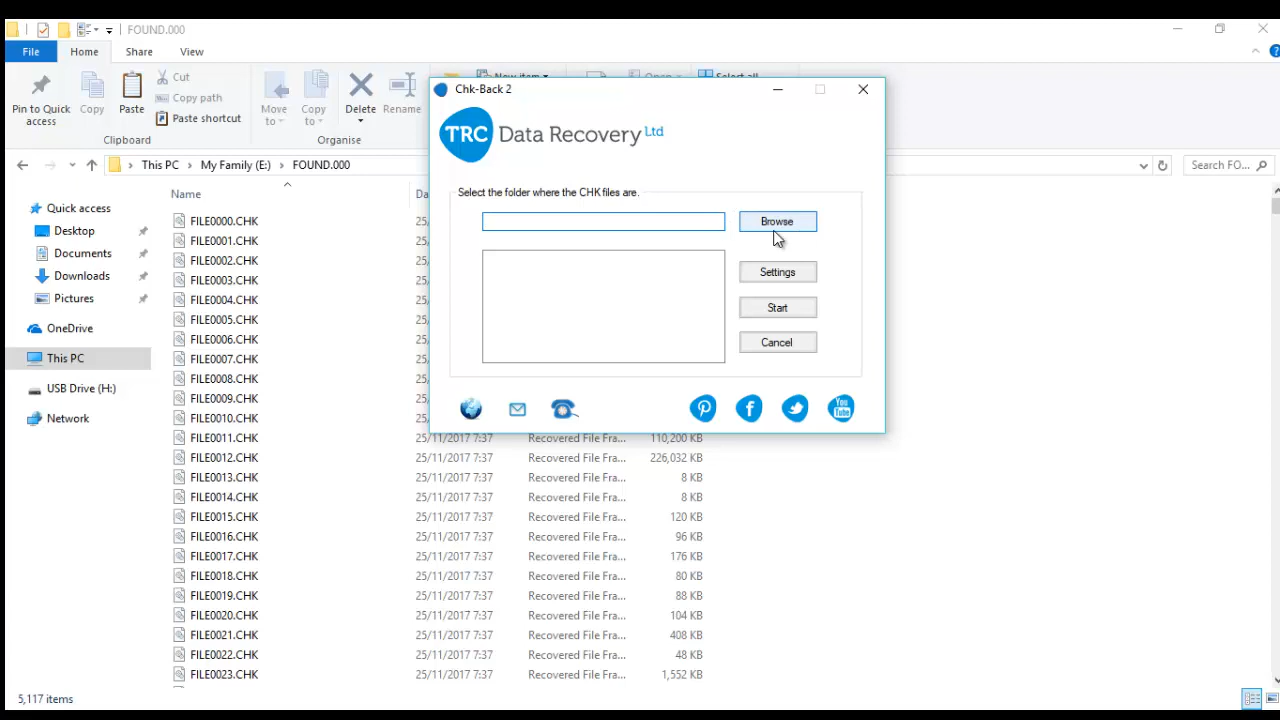 FOUND.000
File Home Share View
Pin to Quick access
Copy
Paste
Cut
Copy path
Paste shortcut
Clipboard
Move to
Copy to
Delete
Rename
Organise
Select all
This PC > My Family (E:) > FOUND.000
Search FO...
Quick access
Desktop
Documents
Downloads
Pictures
OneDrive
This PC
USB Drive (H:)
Network
Name
FILE0000.CHK
FILE0001.CHK
FILE0002.CHK
FILE0003.CHK
FILE0004.CHK
FILE0005.CHK
FILE0006.CHK
FILE0007.CHK
FILE0008.CHK
FILE0009.CHK
FILE0010.CHK
FILE0011.CHK 25/11/2017 7:37 Recovered File Fra... 110,200 KB
FILE0012.CHK 25/11/2017 7:37 Recovered File Fra... 226,032 KB
FILE0013.CHK 25/11/2017 7:37 Recovered File Fra... 8 KB
FILE0014.CHK 25/11/2017 7:37 Recovered File Fra... 8 KB
FILE0015.CHK 25/11/2017 7:37 Recovered File Fra... 120 KB
FILE0016.CHK 25/11/2017 7:37 Recovered File Fra... 96 KB
FILE0017.CHK 25/11/2017 7:37 Recovered File Fra... 176 KB
FILE0018.CHK 25/11/2017 7:37 Recovered File Fra... 80 KB
FILE0019.CHK 25/11/2017 7:37 Recovered File Fra... 88 KB
FILE0020.CHK 25/11/2017 7:37 Recovered File Fra... 104 KB
FILE0021.CHK 25/11/2017 7:37 Recovered File Fra... 408 KB
FILE0022.CHK 25/11/2017 7:37 Recovered File Fra... 48 KB
FILE0023.CHK 25/11/2017 7:37 Recovered File Fra... 1,552 KB
5,117 items
Chk-Back 2
TRC Data Recovery Ltd
Select the folder where the CHK files are.
Browse
Settings
Start
Cancel
You Tube